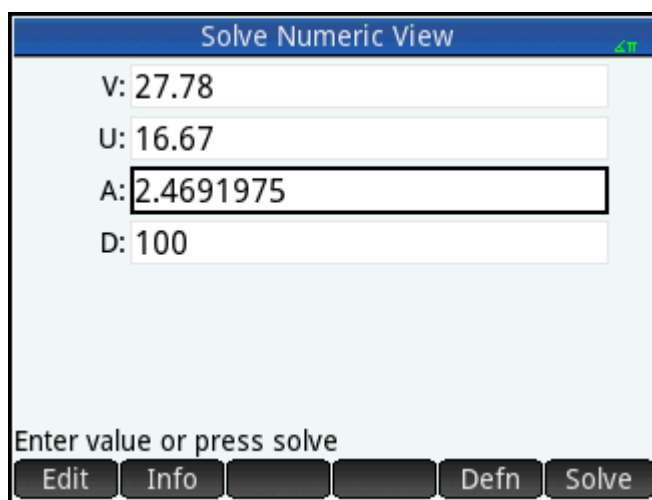 Solve Numeric View
∡π
V: 27.78
U: 16.67
A: 2.4691975
D: 100
Enter value or press solve
Edit Info Defn Solve